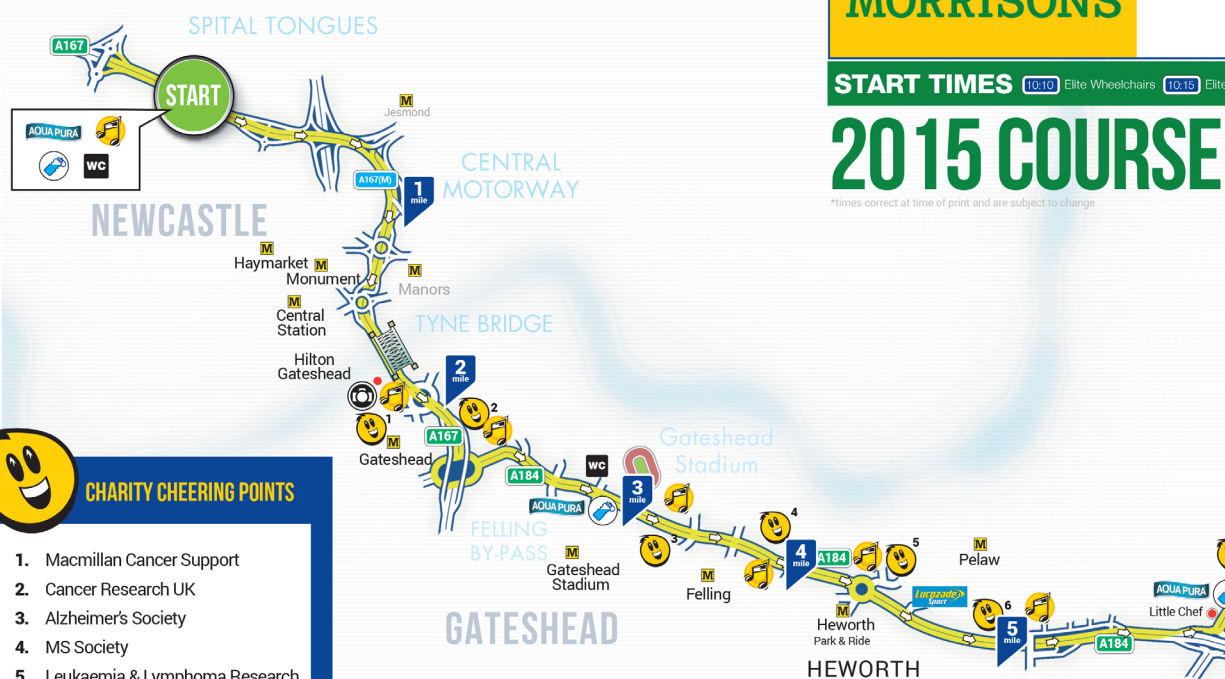 MORRISONS
START TIMES 10:10 Elite Wheelchairs 10:15 Elite
2015 COURSE
*times correct at time of print and are subject to change
SPITAL TONGUES
A167
START
AQUA PURA
WC
Jesmond
M
CENTRAL
MOTORWAY
A167(M)
1
mile
NEWCASTLE
M
Haymarket
M
Monument
M
Manors
M
Central
Station
TYNE BRIDGE
Hilton
Gateshead
2
mile
1
2
A167
M
Gateshead
A184
WC
Gateshead
Stadium
3
mile
AQUA PURA
FELLING
BY-PASS
M
Gateshead
Stadium
3
4
M
Felling
4
mile
A184
5
M
Pelaw
Lucozade
Sport
M
Heworth
Park & Ride
6
5
mile
A184
AQUA PURA
Little Chef
GATESHEAD
HEWORTH
CHARITY CHEERING POINTS
1. Macmillan Cancer Support
2. Cancer Research UK
3. Alzheimer's Society
4. MS Society
5. Leukaemia & Lymphoma Research